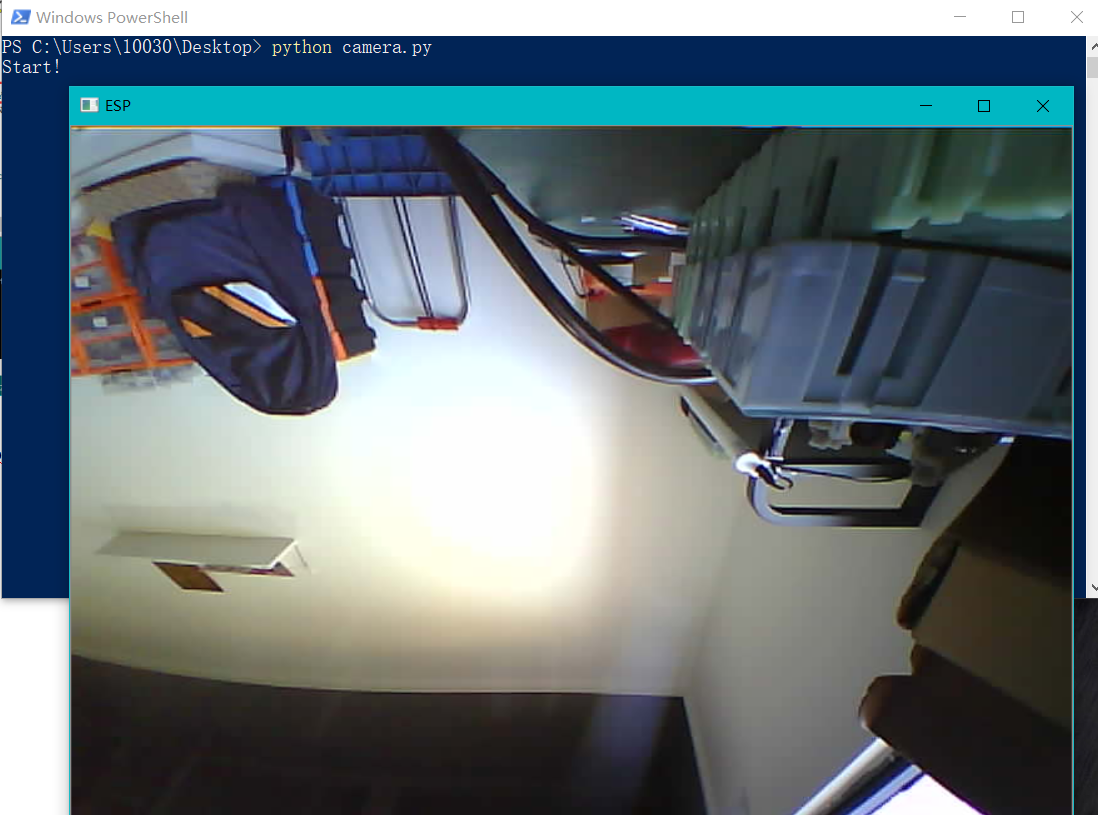 Windows PowerShell
PS C:\Users\10030\Desktop> python camera.py
Start!
ESP